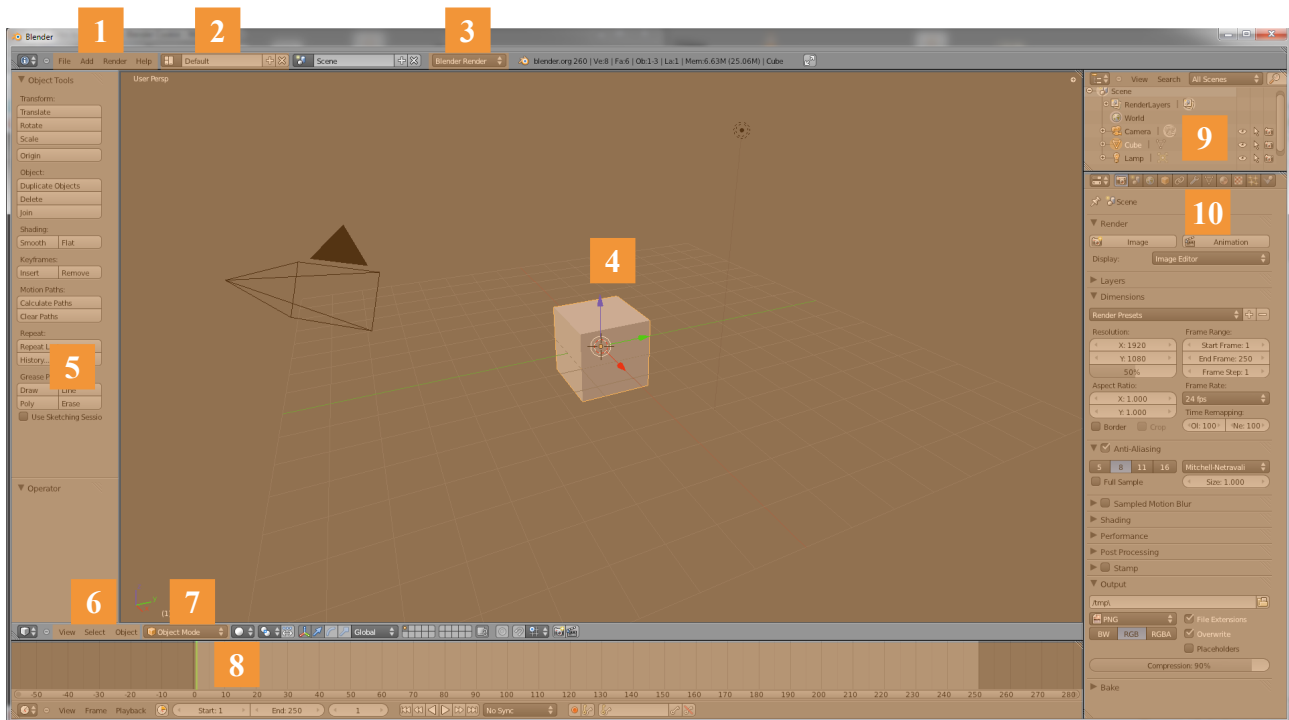 1
2
3
Blender
File Add Render Help Default Scene Blender Render blender.org 260 | Ve:8 | Fa:6 | Ob:1-3 | La:1 | Mem:6.63M (25.06M) | Cube
Object Tools
Transform:
Translate
Rotate
Scale
Origin
Object:
Duplicate Objects
Delete
Join
Shading:
Smooth Flat
Keyframes:
Insert Remove
Motion Paths:
Calculate Paths
Clear Paths
Repeat:
Repeat
History...
5
Grease
Draw Line
Poly Erase
Use Sketching Sessio
Operator
User Persp
4
6
7
View Select Object Object Mode Global
8
-50 -40 -30 -20 -10 0 10 20 30 40 50 60 70 80 90 100 110 120 130 140 150 160 170 180 190 200 210 220 230 240 250 260 270 280
View Frame Playback Start: 1 End: 250 1 No Sync
View Search All Scenes
Scene
RenderLayers
World
Camera
Cube
Lamp
9
Scene
10
Render
Image Animation
Display: Image Editor
Layers
Dimensions
Render Presets
Resolution: Frame Range:
X: 1920 Start Frame: 1
Y: 1080 End Frame: 250
50% Frame Step: 1
Aspect Ratio: Frame Rate:
X: 1.000 24 fps
Y: 1.000 Time Remapping:
Border Crop Ol: 100 Ne: 100
Anti-Aliasing
5 8 11 16 Mitchell-Netravali
Full Sample Size: 1.000
Sampled Motion Blur
Shading
Performance
Post Processing
Stamp
Output
/tmp\
PNG File Extensions
BW RGB RGBA Overwrite
Placeholders
Compression: 90%
Bake